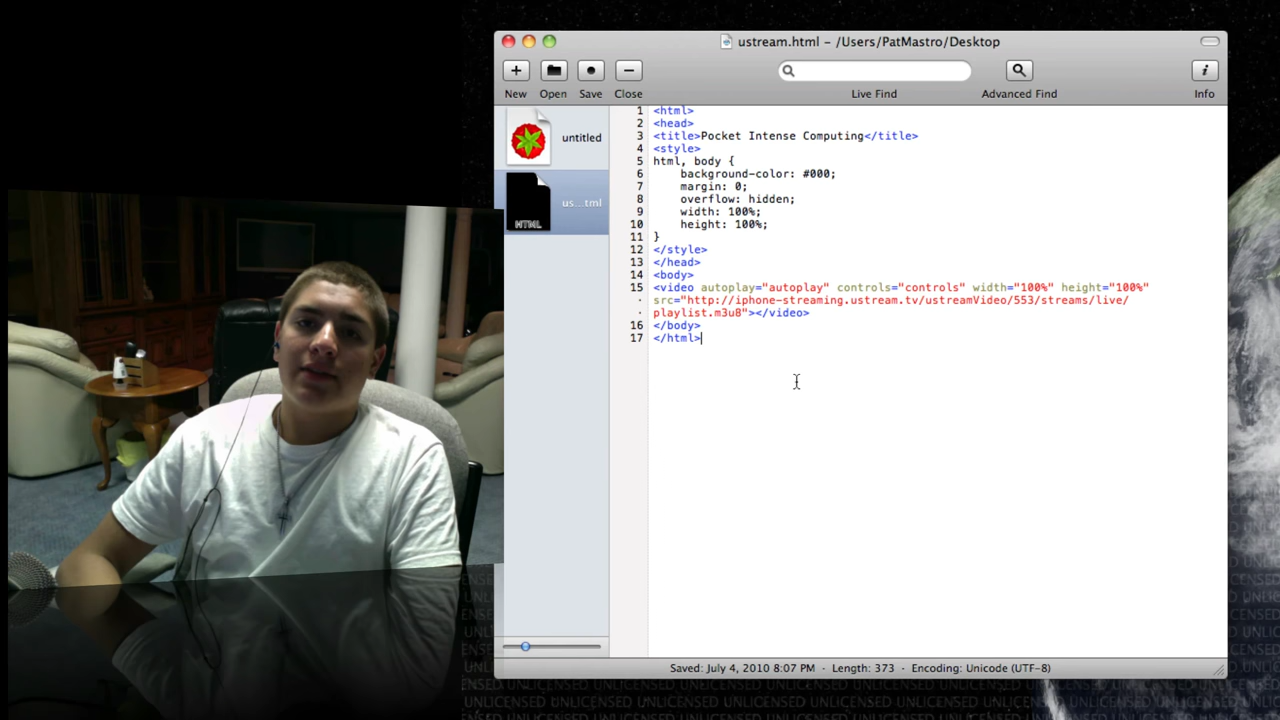 ustream.html – /Users/PatMastro/Desktop
New Open Save Close Live Find Advanced Find Info
untitled
us...tml
HTML
1 <html>
2 <head>
3 <title>Pocket Intense Computing</title>
4 <style>
5 html, body {
6 background-color: #000;
7 margin: 0;
8 overflow: hidden;
9 width: 100%;
10 height: 100%;
11 }
12 </style>
13 </head>
14 <body>
15 <video autoplay="autoplay" controls="controls" width="100%" height="100%"
· src="http://iphone-streaming.ustream.tv/ustreamVideo/553/streams/live/
· playlist.m3u8"></video>
16 </body>
17 </html>
Saved: July 4, 2010 8:07 PM · Length: 373 · Encoding: Unicode (UTF-8)
UNLICENSED UNLICENSED UNLICENSED UNLICENSED UNLICENSED UNLICENSED UNLICENSED